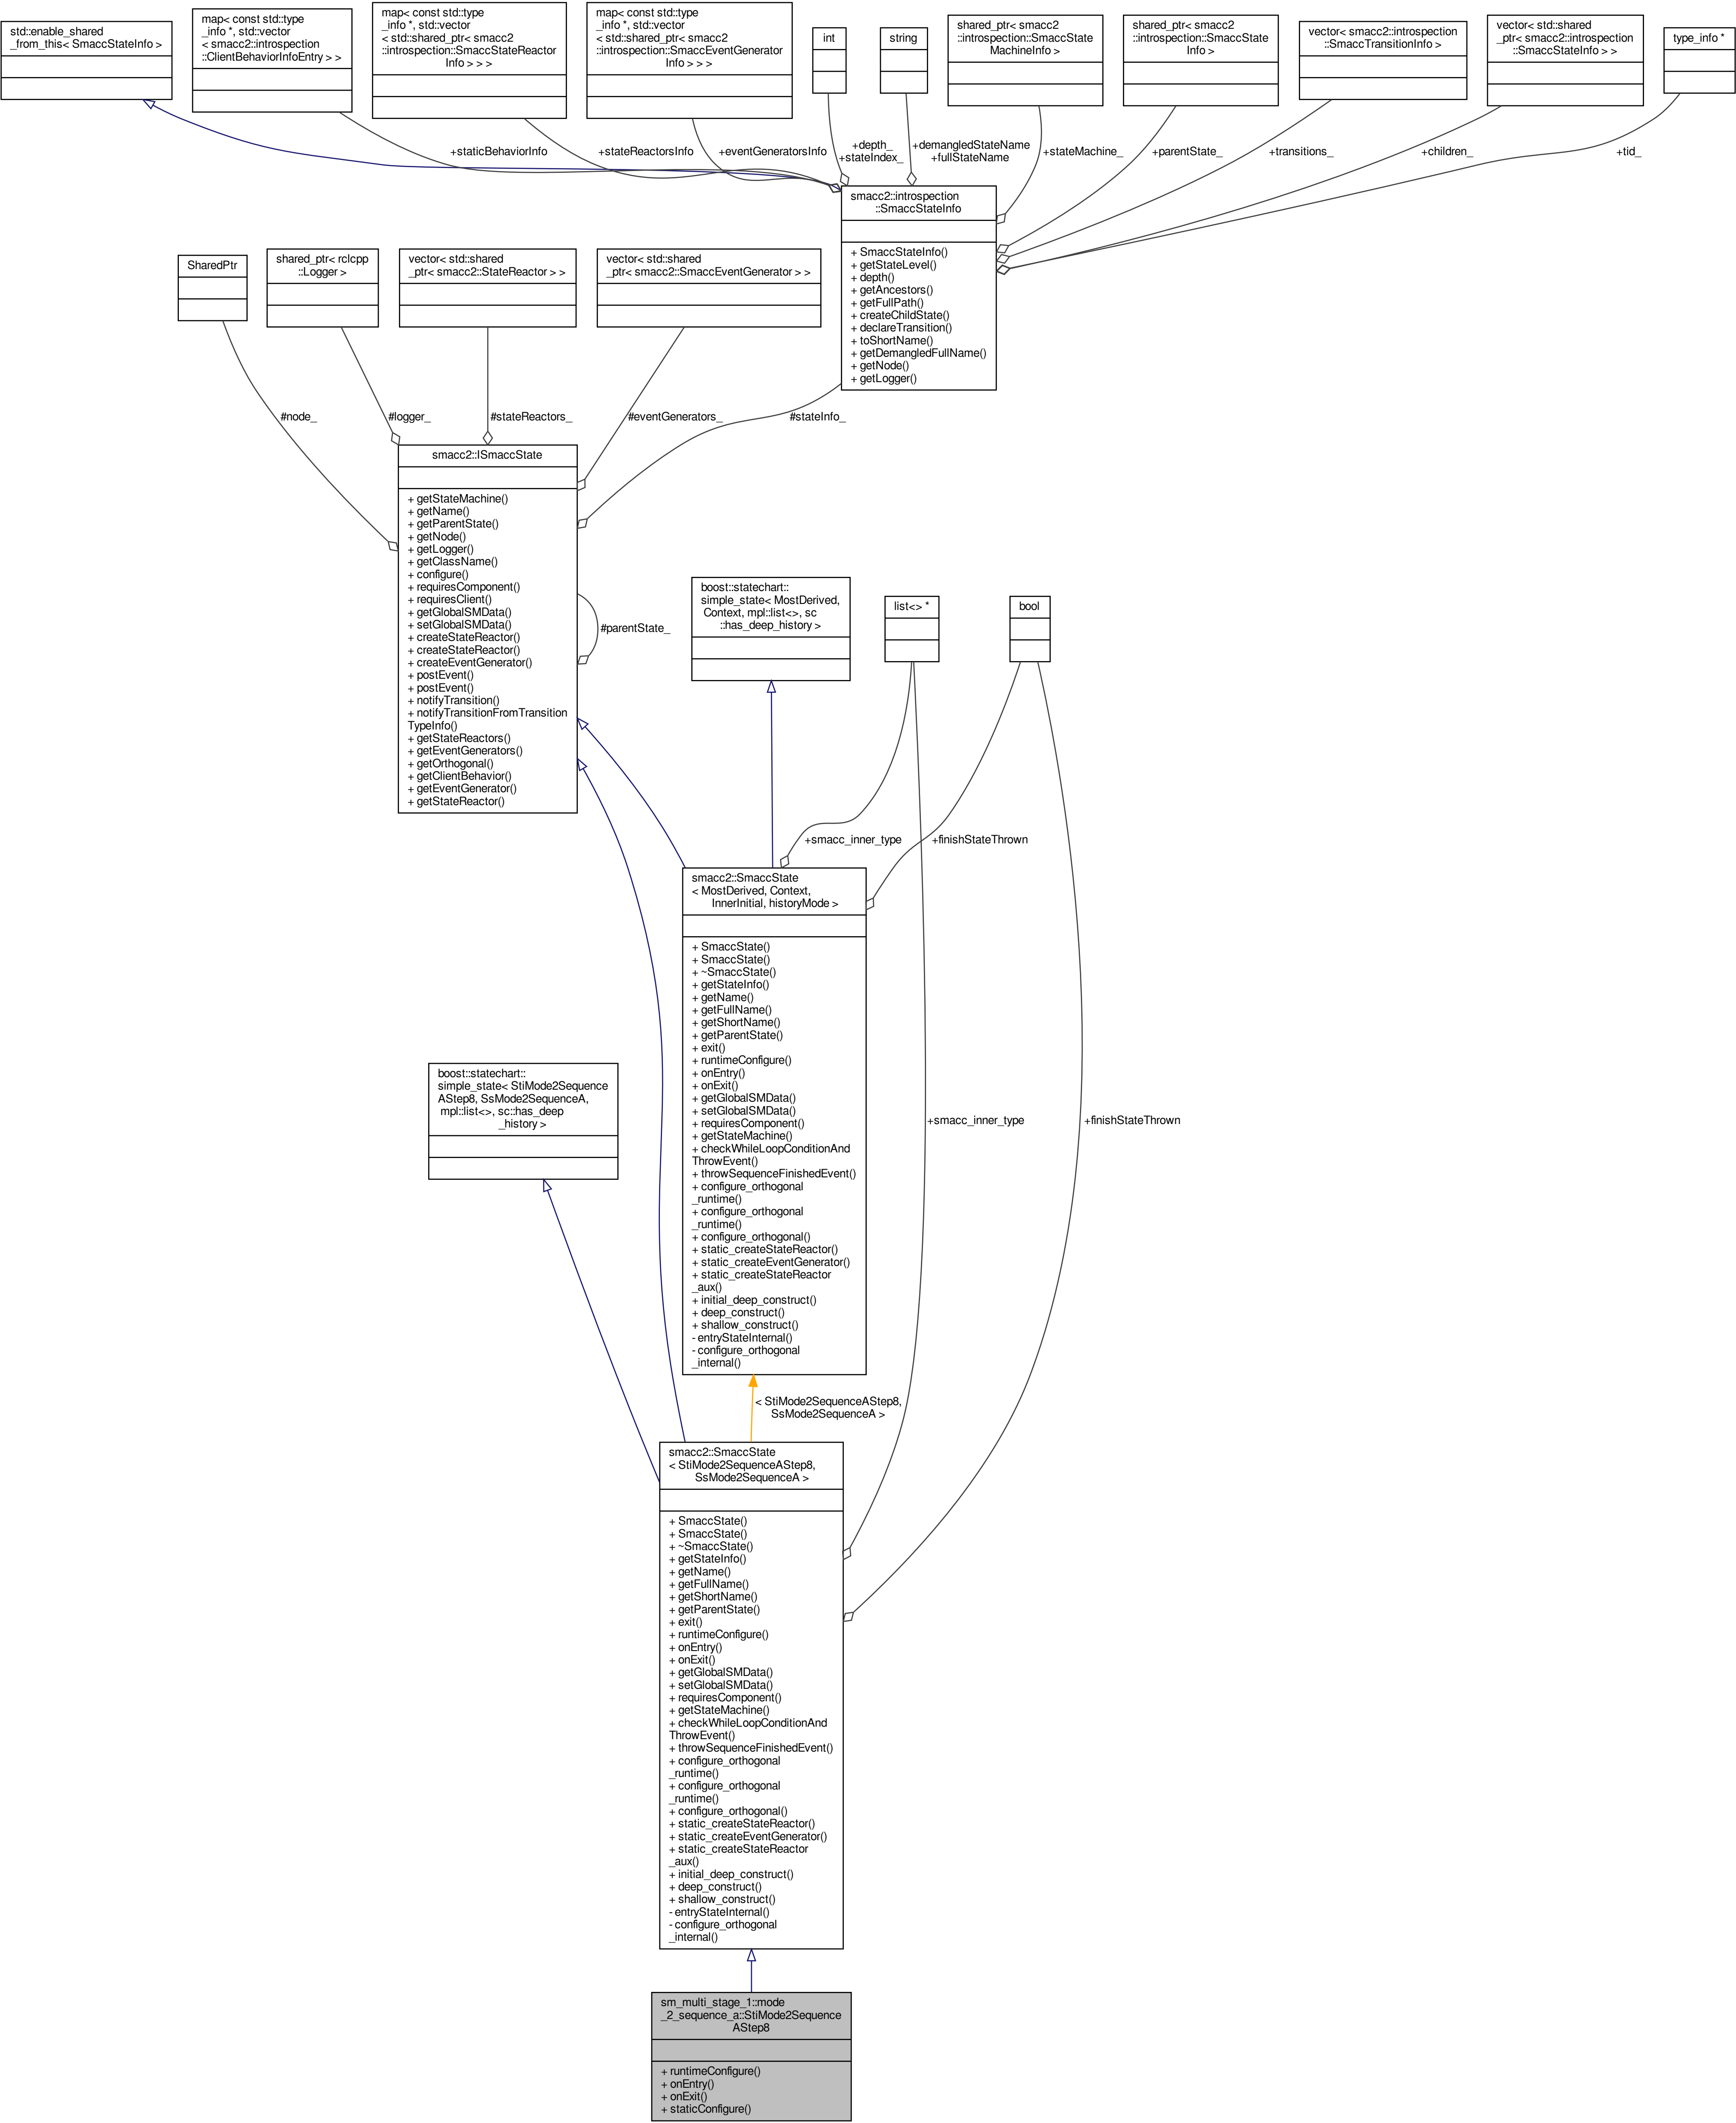 std::enable_shared
_from_this< SmaccStateInfo >
map< const std::type
_info *, std::vector
< smacc2::introspection
::ClientBehaviorInfoEntry > >
map< const std::type
_info *, std::vector
< std::shared_ptr< smacc2
::introspection::SmaccStateReactor
Info > > >
map< const std::type
_info *, std::vector
< std::shared_ptr< smacc2
::introspection::SmaccEventGenerator
Info > > >
int
string
shared_ptr< smacc2
::introspection::SmaccState
MachineInfo >
shared_ptr< smacc2
::introspection::SmaccState
Info >
vector< smacc2::introspection
::SmaccTransitionInfo >
vector< std::shared
_ptr< smacc2::introspection
::SmaccStateInfo > >
type_info *
+staticBehaviorInfo
+stateReactorsInfo
+eventGeneratorsInfo
+depth_
+stateIndex_
+demangledStateName
+fullStateName
+stateMachine_
+parentState_
+transitions_
+children_
+tid_
smacc2::introspection
::SmaccStateInfo
+ SmaccStateInfo()
+ getStateLevel()
+ depth()
+ getAncestors()
+ getFullPath()
+ createChildState()
+ declareTransition()
+ toShortName()
+ getDemangledFullName()
+ getNode()
+ getLogger()
SharedPtr
shared_ptr< rclcpp
::Logger >
vector< std::shared
_ptr< smacc2::StateReactor > >
vector< std::shared
_ptr< smacc2::SmaccEventGenerator > >
#node_
#logger_
#stateReactors_
#eventGenerators_
#stateInfo_
smacc2::ISmaccState
+ getStateMachine()
+ getName()
+ getParentState()
+ getNode()
+ getLogger()
+ getClassName()
+ configure()
+ requiresComponent()
+ requiresClient()
+ getGlobalSMData()
+ setGlobalSMData()
+ createStateReactor()
+ createStateReactor()
+ createEventGenerator()
+ postEvent()
+ postEvent()
+ notifyTransition()
+ notifyTransitionFromTransition
TypeInfo()
+ getStateReactors()
+ getEventGenerators()
+ getOrthogonal()
+ getClientBehavior()
+ getEventGenerator()
+ getStateReactor()
#parentState_
boost::statechart::
simple_state< MostDerived,
Context, mpl::list<>, sc
::has_deep_history >
list<> *
bool
+smacc_inner_type
+finishStateThrown
smacc2::SmaccState
< MostDerived, Context,
InnerInitial, historyMode >
+ SmaccState()
+ SmaccState()
+ ~SmaccState()
+ getStateInfo()
+ getName()
+ getFullName()
+ getShortName()
+ getParentState()
+ exit()
+ runtimeConfigure()
+ onEntry()
+ onExit()
+ getGlobalSMData()
+ setGlobalSMData()
+ requiresComponent()
+ getStateMachine()
+ checkWhileLoopConditionAnd
ThrowEvent()
+ throwSequenceFinishedEvent()
+ configure_orthogonal
_runtime()
+ configure_orthogonal
_runtime()
+ configure_orthogonal()
+ static_createStateReactor()
+ static_createEventGenerator()
+ static_createStateReactor
_aux()
+ initial_deep_construct()
+ deep_construct()
+ shallow_construct()
- entryStateInternal()
- configure_orthogonal
_internal()
boost::statechart::
simple_state< StiMode2Sequence
AStep8, SsMode2SequenceA,
mpl::list<>, sc::has_deep
_history >
+smacc_inner_type
+finishStateThrown
< StiMode2SequenceAStep8,
SsMode2SequenceA >
smacc2::SmaccState
< StiMode2SequenceAStep8,
SsMode2SequenceA >
+ SmaccState()
+ SmaccState()
+ ~SmaccState()
+ getStateInfo()
+ getName()
+ getFullName()
+ getShortName()
+ getParentState()
+ exit()
+ runtimeConfigure()
+ onEntry()
+ onExit()
+ getGlobalSMData()
+ setGlobalSMData()
+ requiresComponent()
+ getStateMachine()
+ checkWhileLoopConditionAnd
ThrowEvent()
+ throwSequenceFinishedEvent()
+ configure_orthogonal
_runtime()
+ configure_orthogonal
_runtime()
+ configure_orthogonal()
+ static_createStateReactor()
+ static_createEventGenerator()
+ static_createStateReactor
_aux()
+ initial_deep_construct()
+ deep_construct()
+ shallow_construct()
- entryStateInternal()
- configure_orthogonal
_internal()
sm_multi_stage_1::mode
_2_sequence_a::StiMode2Sequence
AStep8
+ runtimeConfigure()
+ onEntry()
+ onExit()
+ staticConfigure()